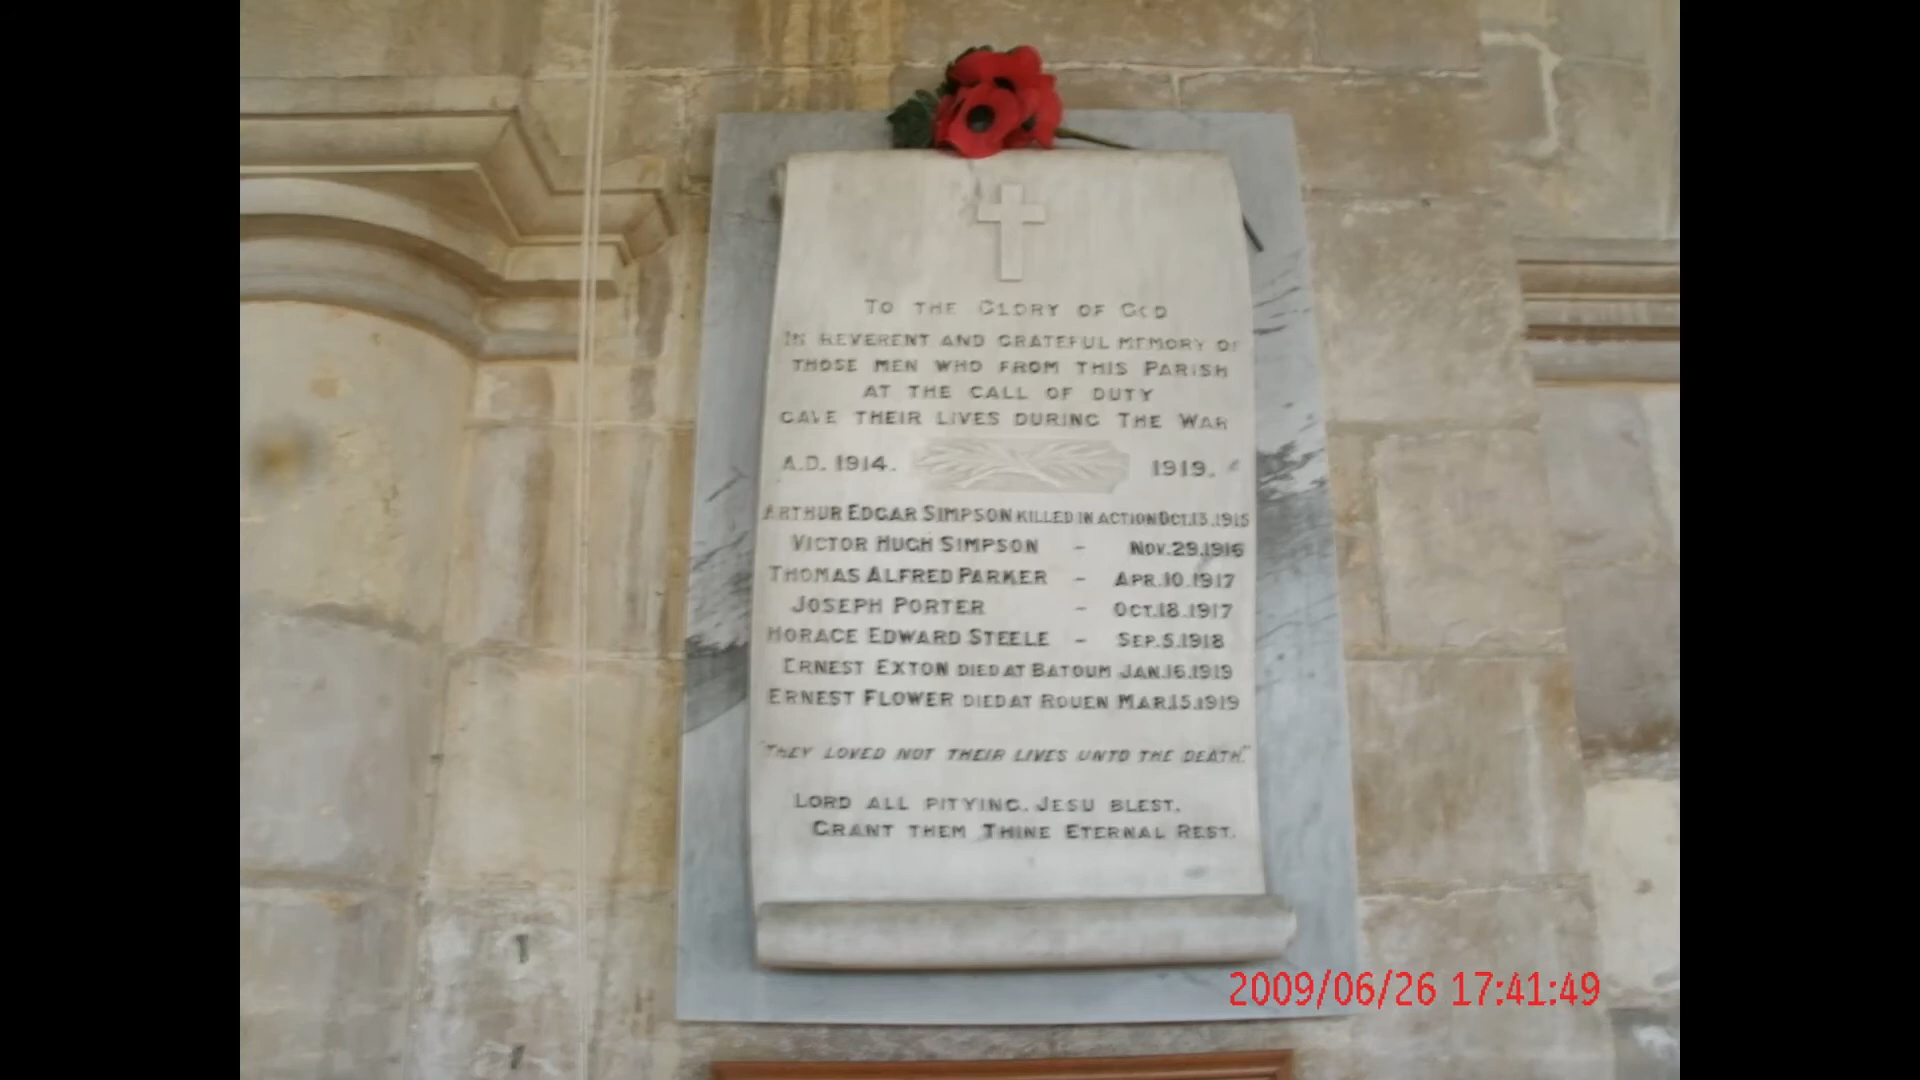 TO THE GLORY OF GOD
IN REVERENT AND GRATEFUL MEMORY OF
THOSE MEN WHO FROM THIS PARISH
AT THE CALL OF DUTY
GAVE THEIR LIVES DURING THE WAR
A.D. 1914. 1919.
ARTHUR EDGAR SIMPSON KILLED IN ACTION OCT.13.1915
VICTOR HUGH SIMPSON - NOV.29.1916
THOMAS ALFRED PARKER - APR.10.1917
JOSEPH PORTER - OCT.18.1917
HORACE EDWARD STEELE - SEP.5.1918
ERNEST EXTON DIED AT BATOUM JAN.16.1919
ERNEST FLOWER DIED AT ROUEN MAR.15.1919
"THEY LOVED NOT THEIR LIVES UNTO THE DEATH."
LORD ALL PITYING, JESU BLEST,
GRANT THEM THINE ETERNAL REST.
2009/06/26 17:41:49